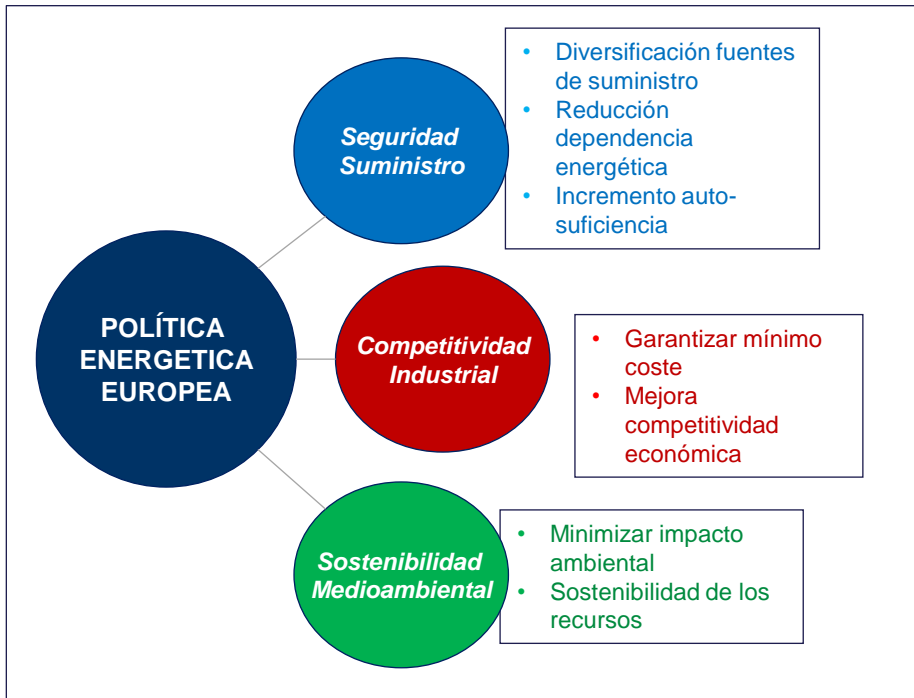 POLÍTICA
ENERGETICA
EUROPEA
Seguridad
Suministro
• Diversificación fuentes
de suministro
• Reducción
dependencia
energética
• Incremento auto-
suficiencia
Competitividad
Industrial
• Garantizar mínimo
coste
• Mejora
competitividad
económica
Sostenibilidad
Medioambiental
• Minimizar impacto
ambiental
• Sostenibilidad de los
recursos